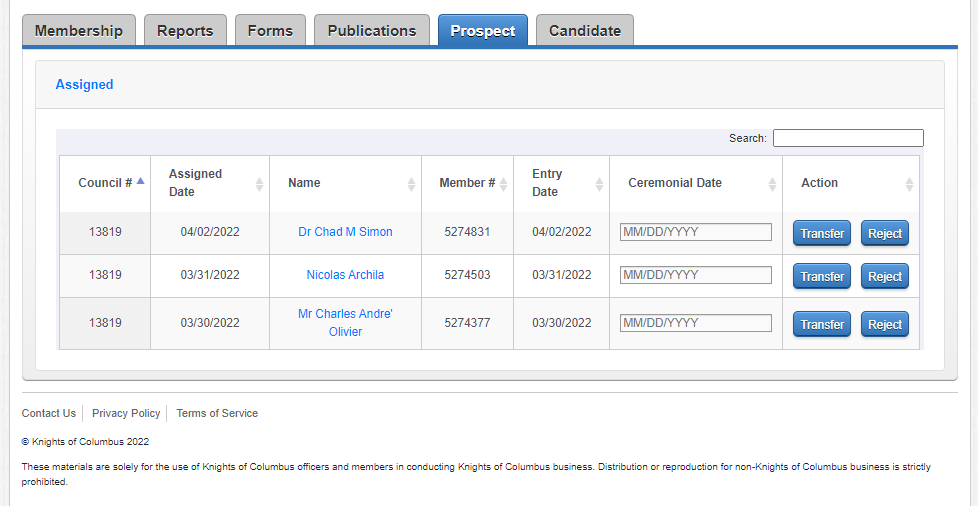 Membership Reports Forms Publications Prospect Candidate
Assigned
Search:
Council # Assigned Date Name Member # Entry Date Ceremonial Date Action
13819 04/02/2022 Dr Chad M Simon 5274831 04/02/2022 MM/DD/YYYY Transfer Reject
13819 03/31/2022 Nicolas Archila 5274503 03/31/2022 MM/DD/YYYY Transfer Reject
13819 03/30/2022 Mr Charles Andre' Olivier 5274377 03/30/2022 MM/DD/YYYY Transfer Reject
Contact Us Privacy Policy Terms of Service
© Knights of Columbus 2022
These materials are solely for the use of Knights of Columbus officers and members in conducting Knights of Columbus business. Distribution or reproduction for non-Knights of Columbus business is strictly
prohibited.